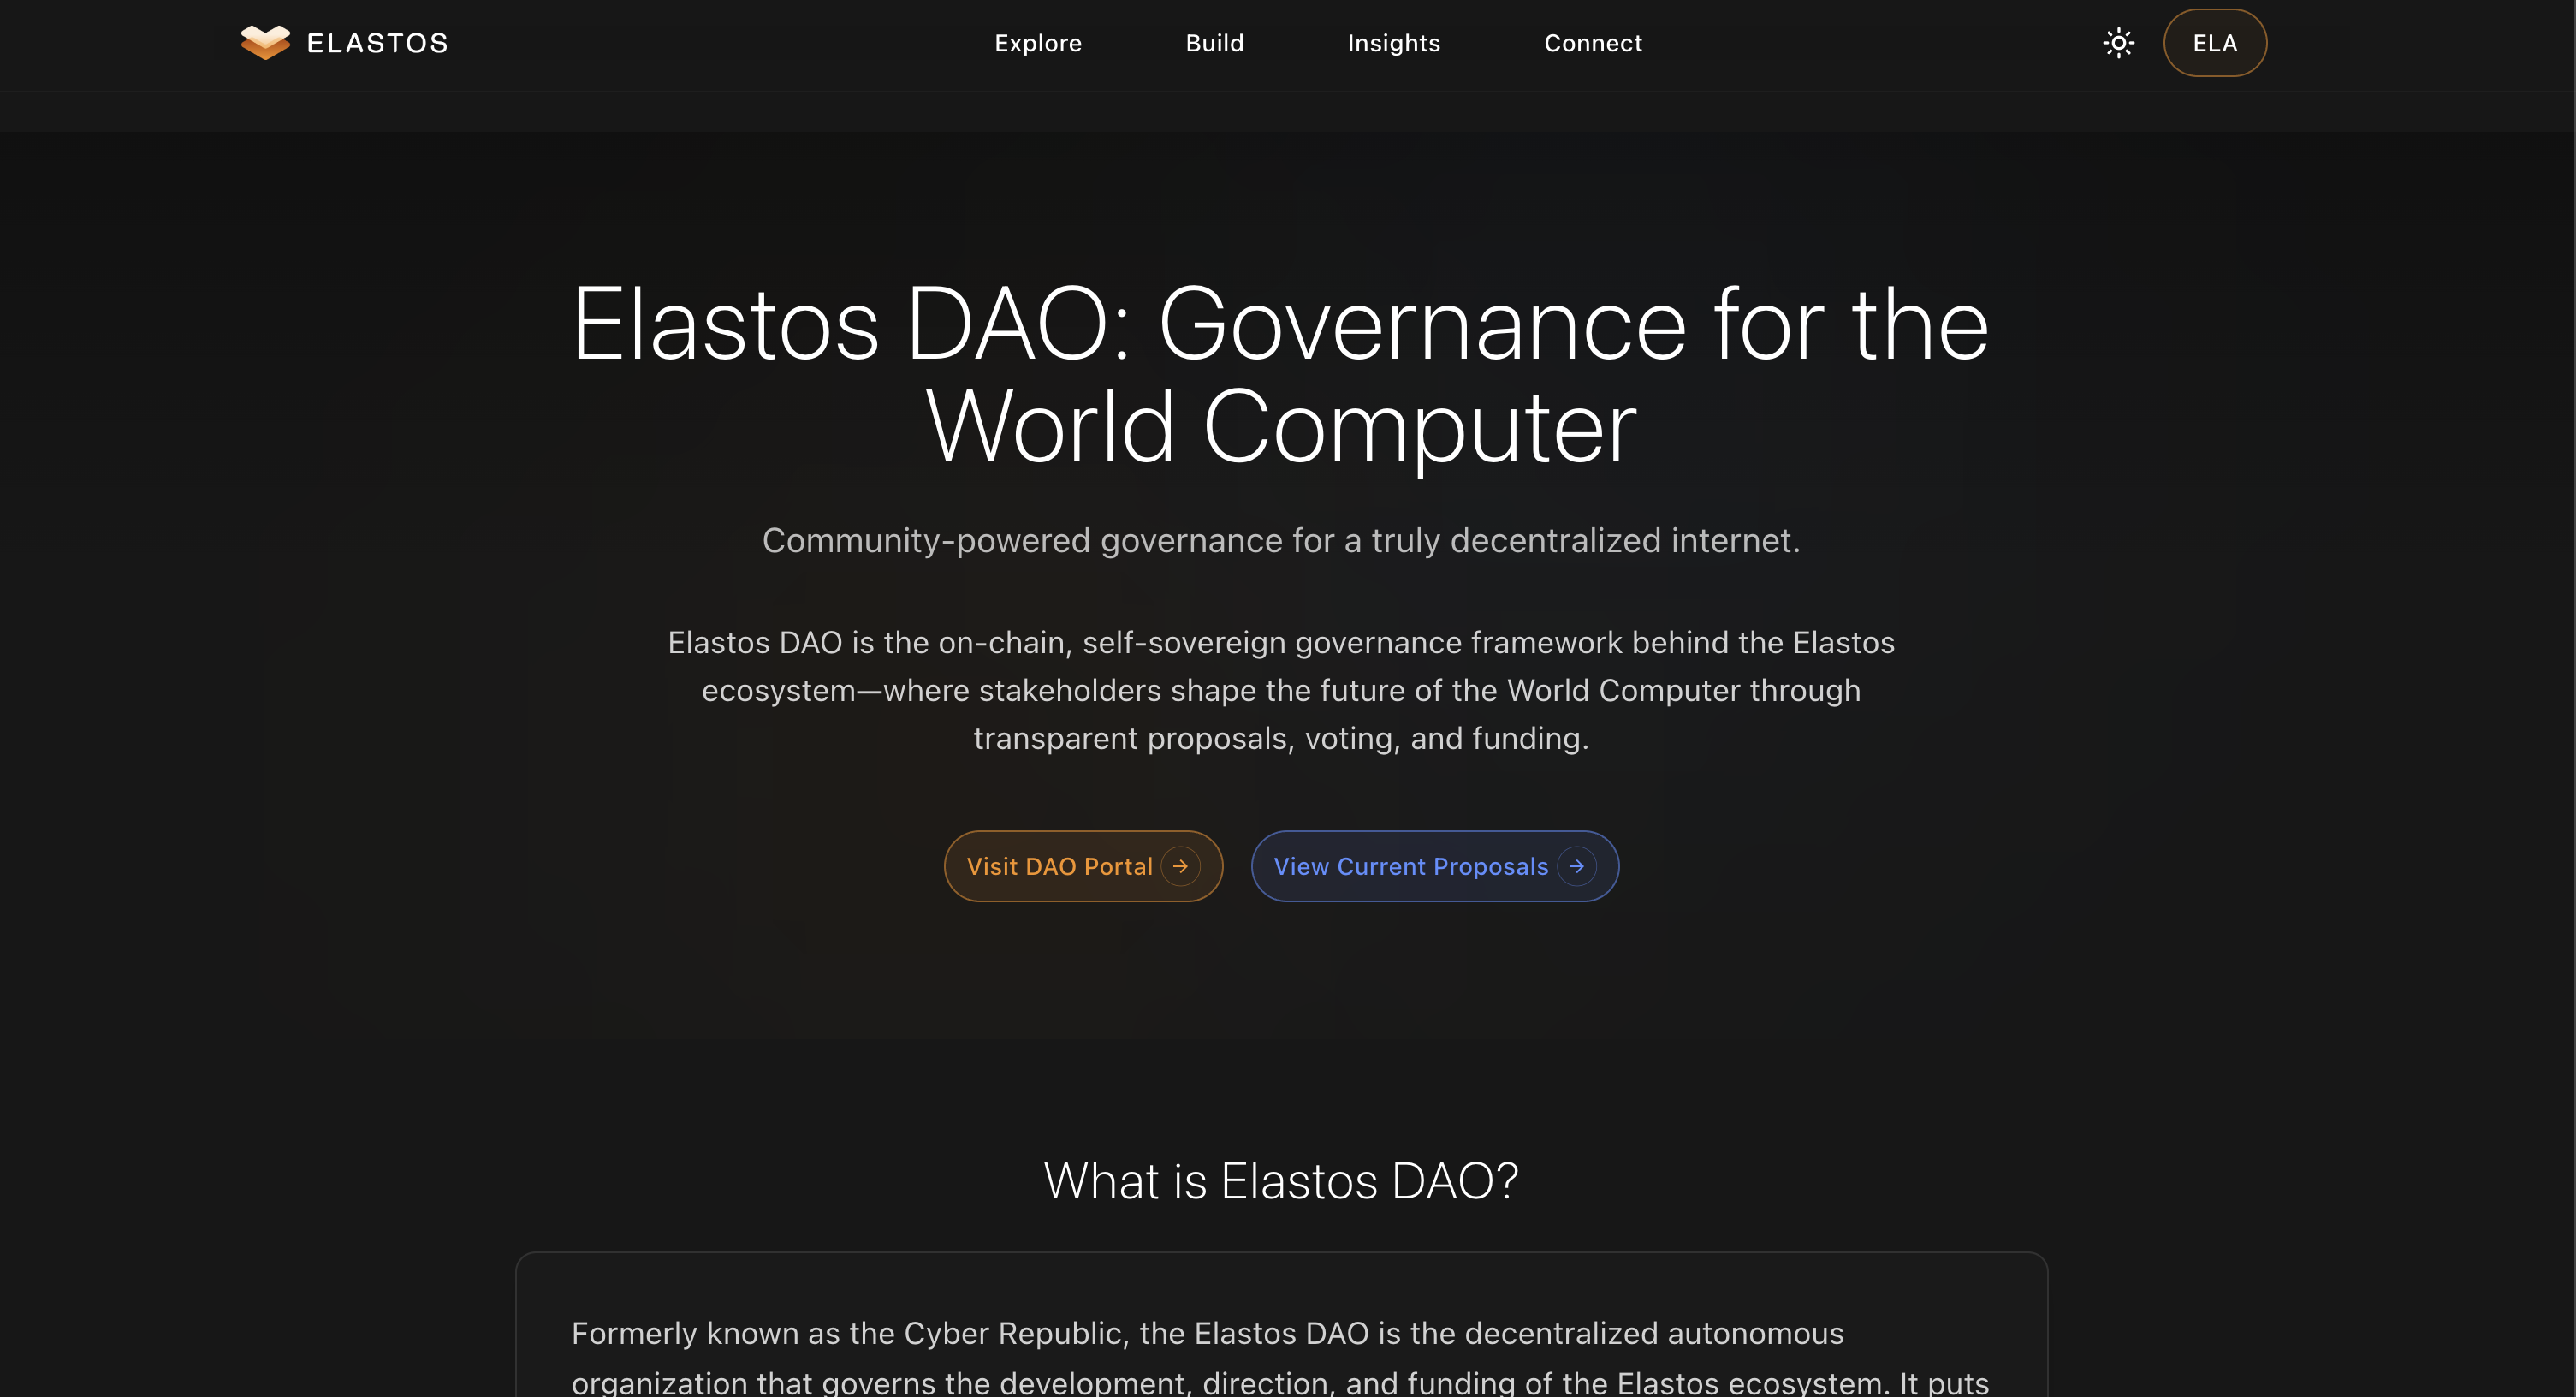 ELASTOS
Explore
Build
Insights
Connect
ELA
Elastos DAO: Governance for the
World Computer
Community-powered governance for a truly decentralized internet.
Elastos DAO is the on-chain, self-sovereign governance framework behind the Elastos
ecosystem—where stakeholders shape the future of the World Computer through
transparent proposals, voting, and funding.
Visit DAO Portal
View Current Proposals
What is Elastos DAO?
Formerly known as the Cyber Republic, the Elastos DAO is the decentralized autonomous
organization that governs the development, direction, and funding of the Elastos ecosystem. It puts